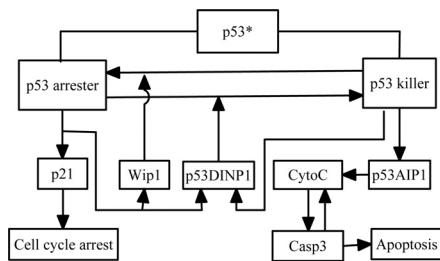 p53*
p53 arrester
p53 killer
p21
Wip1
p53DINP1
CytoC
p53AIP1
Cell cycle arrest
Casp3
Apoptosis